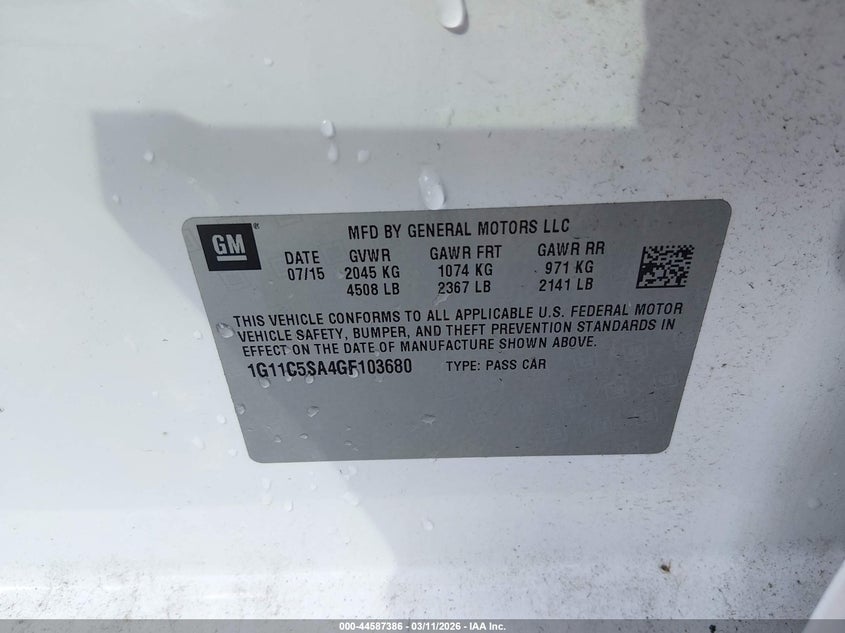 GM®
MFD BY GENERAL MOTORS LLC
DATE GVWR GAWR FRT GAWR RR
07/15 2045 KG 1074 KG 971 KG
4508 LB 2367 LB 2141 LB
THIS VEHICLE CONFORMS TO ALL APPLICABLE U.S. FEDERAL MOTOR
VEHICLE SAFETY, BUMPER, AND THEFT PREVENTION STANDARDS IN
EFFECT ON THE DATE OF MANUFACTURE SHOWN ABOVE.
1G11C5SA4GF103680 TYPE: PASS CAR
000-44587386 - 03/11/2026 - IAA Inc.